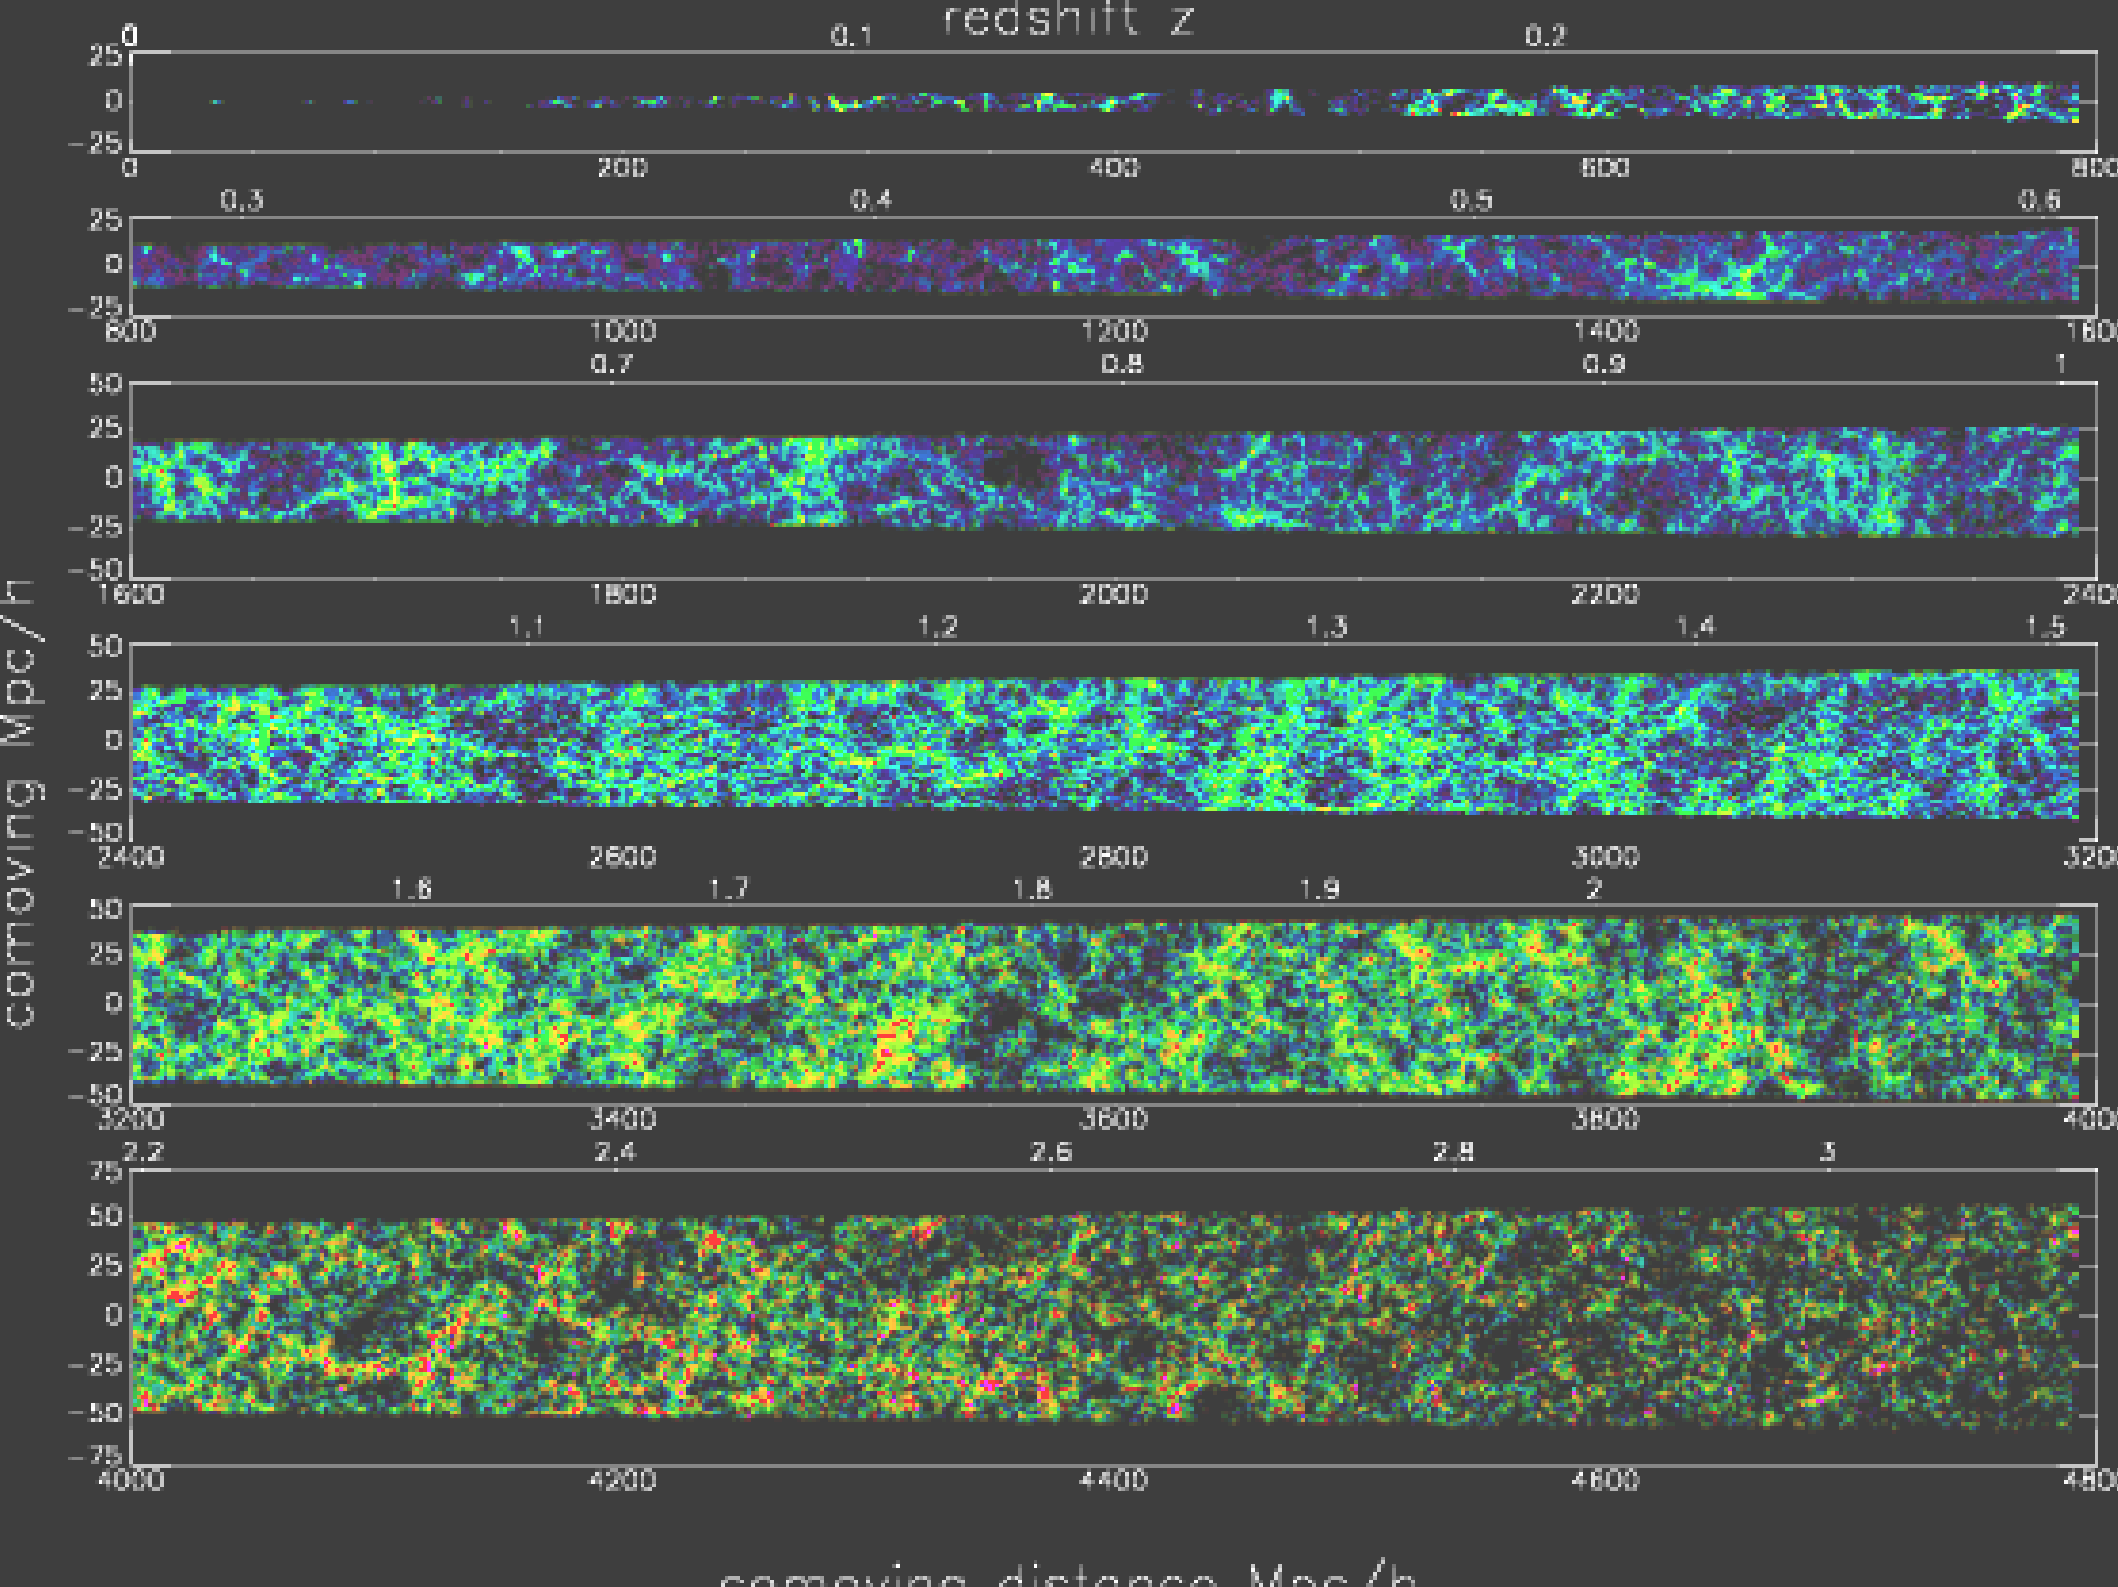 redshift z
0 0.1 0.2
25
0
-25
0 200 400 600 800
0.3 0.4 0.5 0.6
25
0
-25
800 1000 1200 1400 1600
0.7 0.8 0.9 1
50
25
0
-25
-50
1600 1800 2000 2200 2400
1.1 1.2 1.3 1.4 1.5
50
25
0
-25
-50
2400 2600 2800 3000 3200
1.6 1.7 1.8 1.9 2
50
25
0
-25
-50
3200 3400 3600 3800 4000
2.2 2.4 2.6 2.8 3
75
50
25
0
-25
-50
-75
4000 4200 4400 4600 4800
comoving Mpc/h
comoving distance Mpc/h